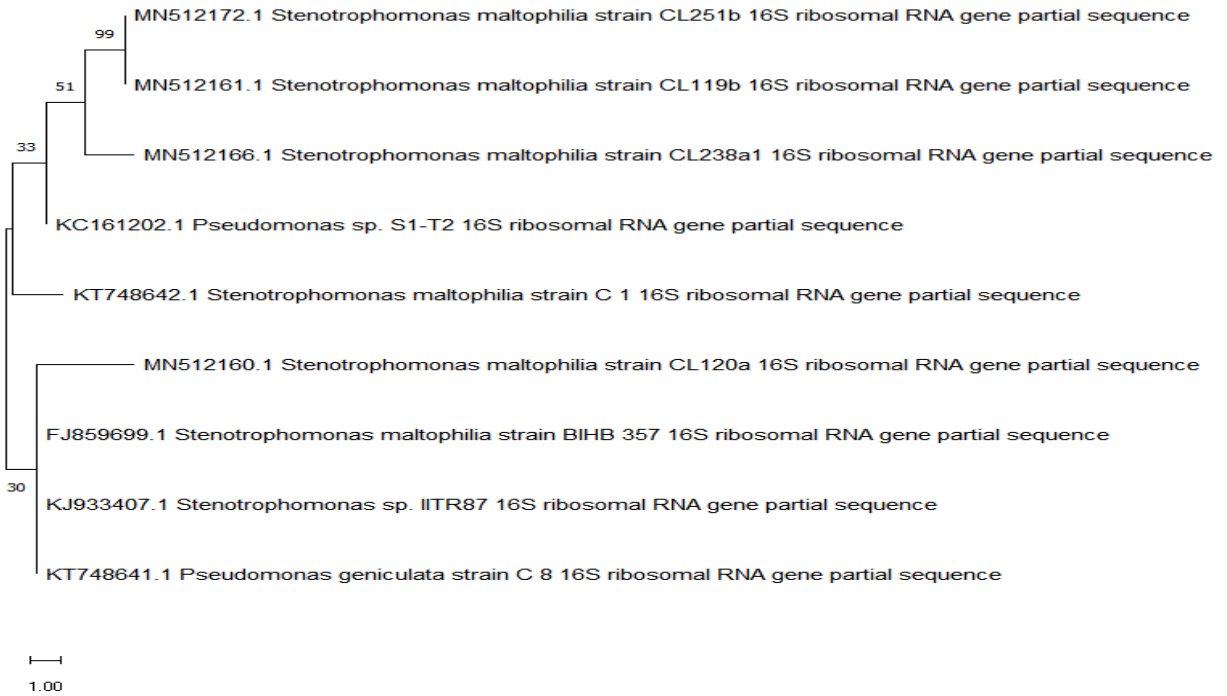 MN512172.1 Stenotrophomonas maltophilia strain CL251b 16S ribosomal RNA gene partial sequence
99
MN512161.1 Stenotrophomonas maltophilia strain CL119b 16S ribosomal RNA gene partial sequence
51
MN512166.1 Stenotrophomonas maltophilia strain CL238a1 16S ribosomal RNA gene partial sequence
33
KC161202.1 Pseudomonas sp. S1-T2 16S ribosomal RNA gene partial sequence
KT748642.1 Stenotrophomonas maltophilia strain C 1 16S ribosomal RNA gene partial sequence
MN512160.1 Stenotrophomonas maltophilia strain CL120a 16S ribosomal RNA gene partial sequence
FJ859699.1 Stenotrophomonas maltophilia strain BIHB 357 16S ribosomal RNA gene partial sequence
30
KJ933407.1 Stenotrophomonas sp. IITR87 16S ribosomal RNA gene partial sequence
KT748641.1 Pseudomonas geniculata strain C 8 16S ribosomal RNA gene partial sequence
1.00